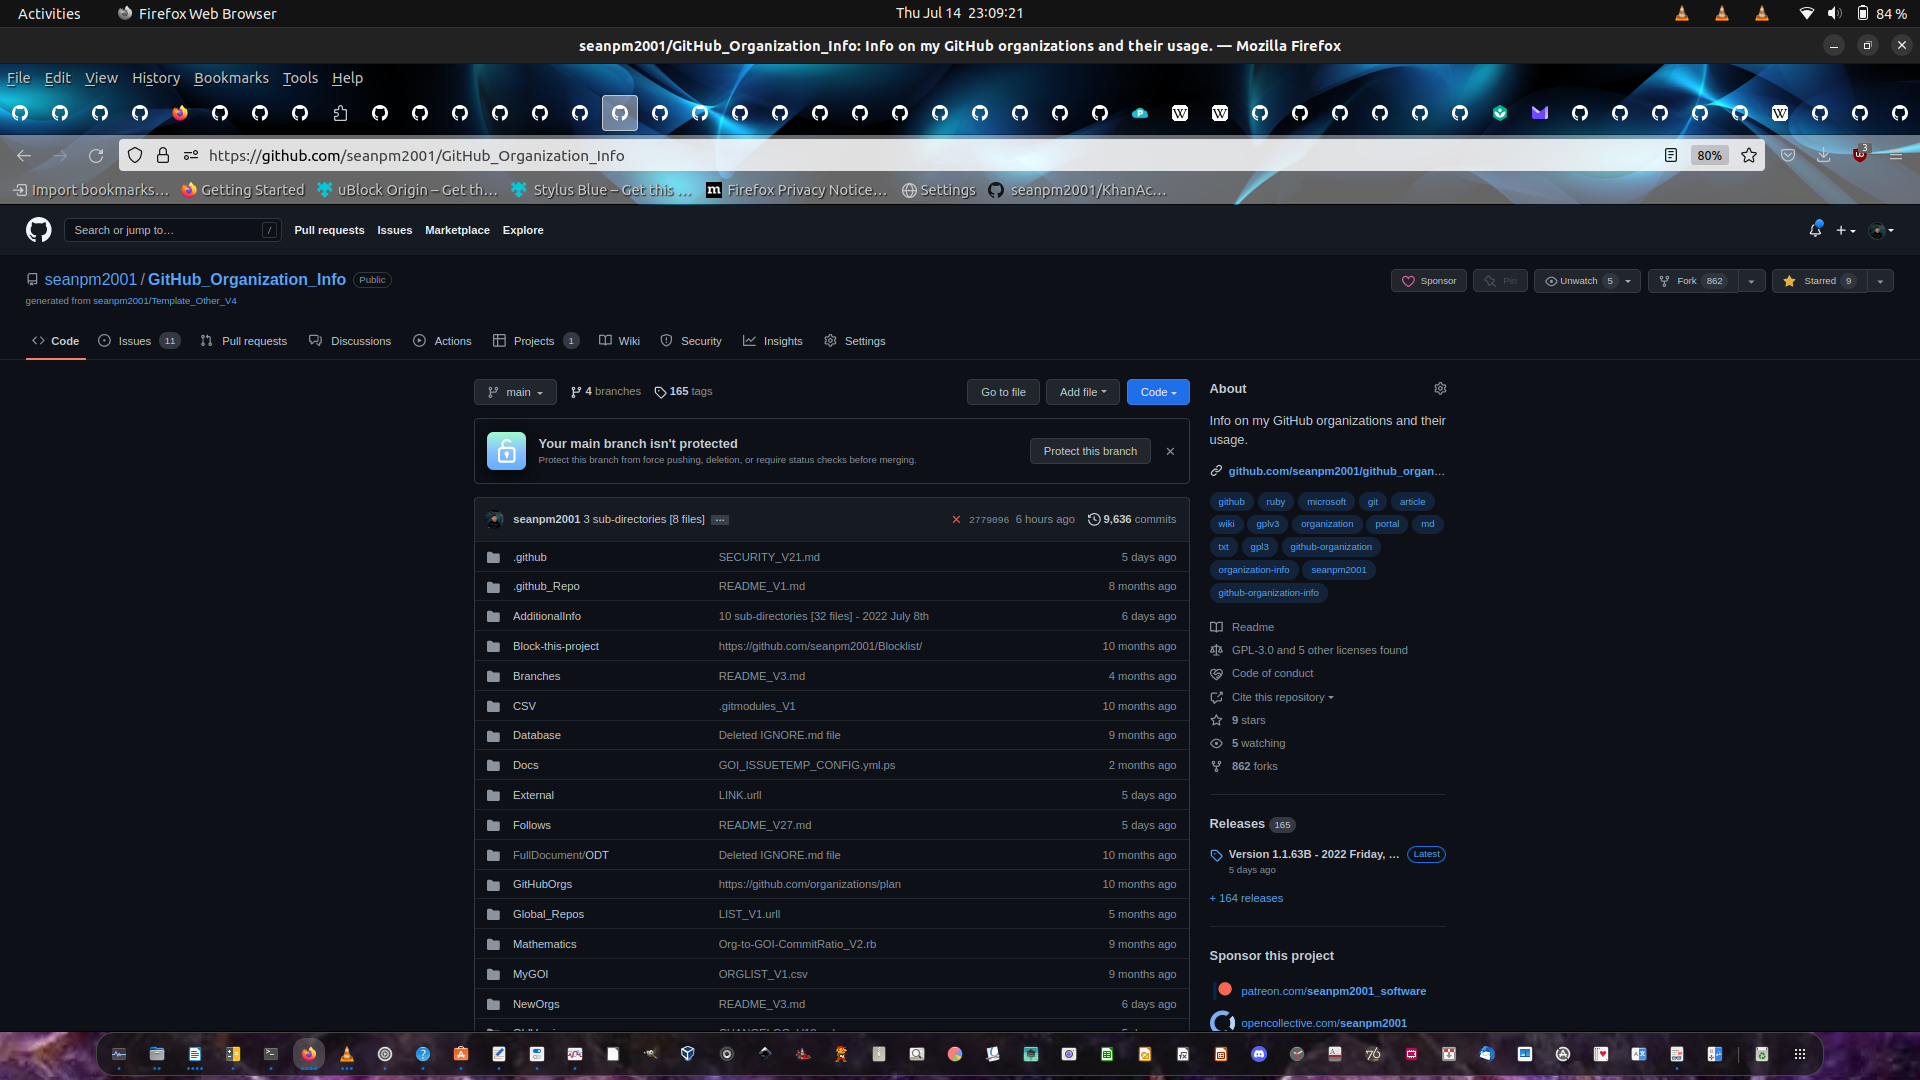 Activities
Firefox Web Browser
Thu Jul 14  23:09:21
84 %
seanpm2001/GitHub_Organization_Info: Info on my GitHub organizations and their usage. — Mozilla Firefox
File Edit View History Bookmarks Tools Help
https://github.com/seanpm2001/GitHub_Organization_Info
80%
3
Import bookmarks…
Getting Started
uBlock Origin – Get th…
Stylus Blue – Get this …
Firefox Privacy Notice…
Settings
seanpm2001/KhanAc…
Search or jump to…
/
Pull requests Issues Marketplace Explore
seanpm2001 / GitHub_Organization_Info Public
Sponsor
Pin
Unwatch 5
Fork 862
Starred 9
generated from seanpm2001/Template_Other_V4
Code
Issues 11
Pull requests
Discussions
Actions
Projects 1
Wiki
Security
Insights
Settings
main
4 branches
165 tags
Go to file
Add file
Code
Your main branch isn't protected
Protect this branch from force pushing, deletion, or require status checks before merging.
Protect this branch
seanpm2001 3 sub-directories [8 files] …
2779096 6 hours ago
9,636 commits
.github SECURITY_V21.md 5 days ago
.github_Repo README_V1.md 8 months ago
AdditionalInfo 10 sub-directories [32 files] - 2022 July 8th 6 days ago
Block-this-project https://github.com/seanpm2001/Blocklist/ 10 months ago
Branches README_V3.md 4 months ago
CSV .gitmodules_V1 10 months ago
Database Deleted IGNORE.md file 9 months ago
Docs GOI_ISSUETEMP_CONFIG.yml.ps 2 months ago
External LINK.urll 5 days ago
Follows README_V27.md 5 days ago
FullDocument/ODT Deleted IGNORE.md file 10 months ago
GitHubOrgs https://github.com/organizations/plan 10 months ago
Global_Repos LIST_V1.urll 5 months ago
Mathematics Org-to-GOI-CommitRatio_V2.rb 9 months ago
MyGOI ORGLIST_V1.csv 9 months ago
NewOrgs README_V3.md 6 days ago
About
Info on my GitHub organizations and their
usage.
github.com/seanpm2001/github_organ…
github ruby microsoft git article
wiki gplv3 organization portal md
txt gpl3 github-organization
organization-info seanpm2001
github-organization-info
Readme
GPL-3.0 and 5 other licenses found
Code of conduct
Cite this repository
9 stars
5 watching
862 forks
Releases 165
Version 1.1.63B - 2022 Friday, … Latest
5 days ago
+ 164 releases
Sponsor this project
patreon.com/seanpm2001_software
opencollective.com/seanpm2001